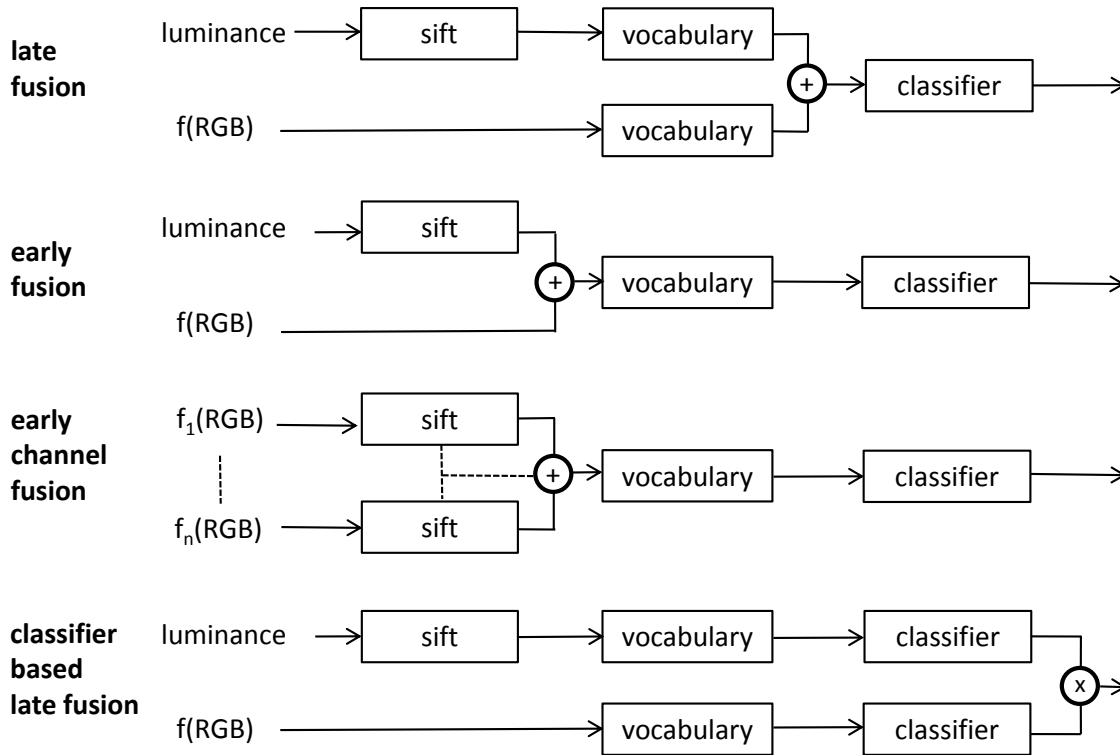 late
fusion
luminance
sift
vocabulary
+
classifier
f(RGB)
vocabulary
early
fusion
luminance
sift
+
vocabulary
classifier
f(RGB)
early
channel
fusion
f₁(RGB)
sift
+
vocabulary
classifier
fₙ(RGB)
sift
classifier
based
late fusion
luminance
sift
vocabulary
classifier
x
f(RGB)
vocabulary
classifier